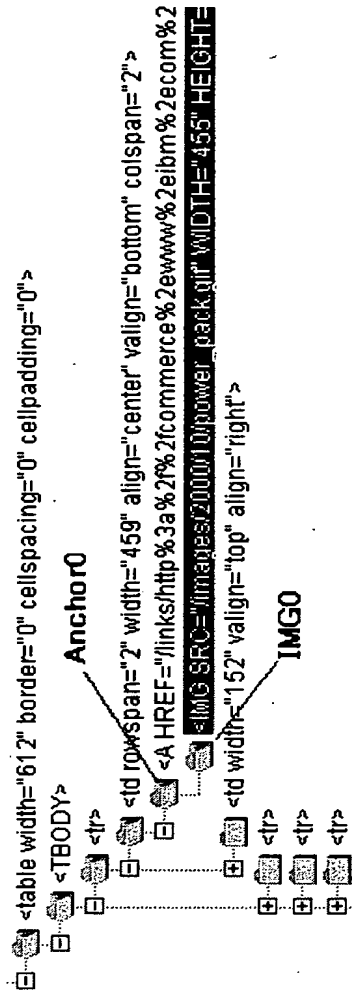 <table width="612" border="0" cellspacing="0" cellpadding="0">
<TBODY>
Anchor0
<tr>
<td rowspan="2" width="459" align="center" valign="bottom" colspan="2">
<A HREF="/links/http%3a%2f%2fcommerce%2ewww%2eibm%2ecom%2
<IMG SRC="/images/2000/10/power_pack.gif" WIDTH="455" HEIGHT=
<td width="152" valign="top" align="right">
IMG0
<tr>
<tr>
<tr>